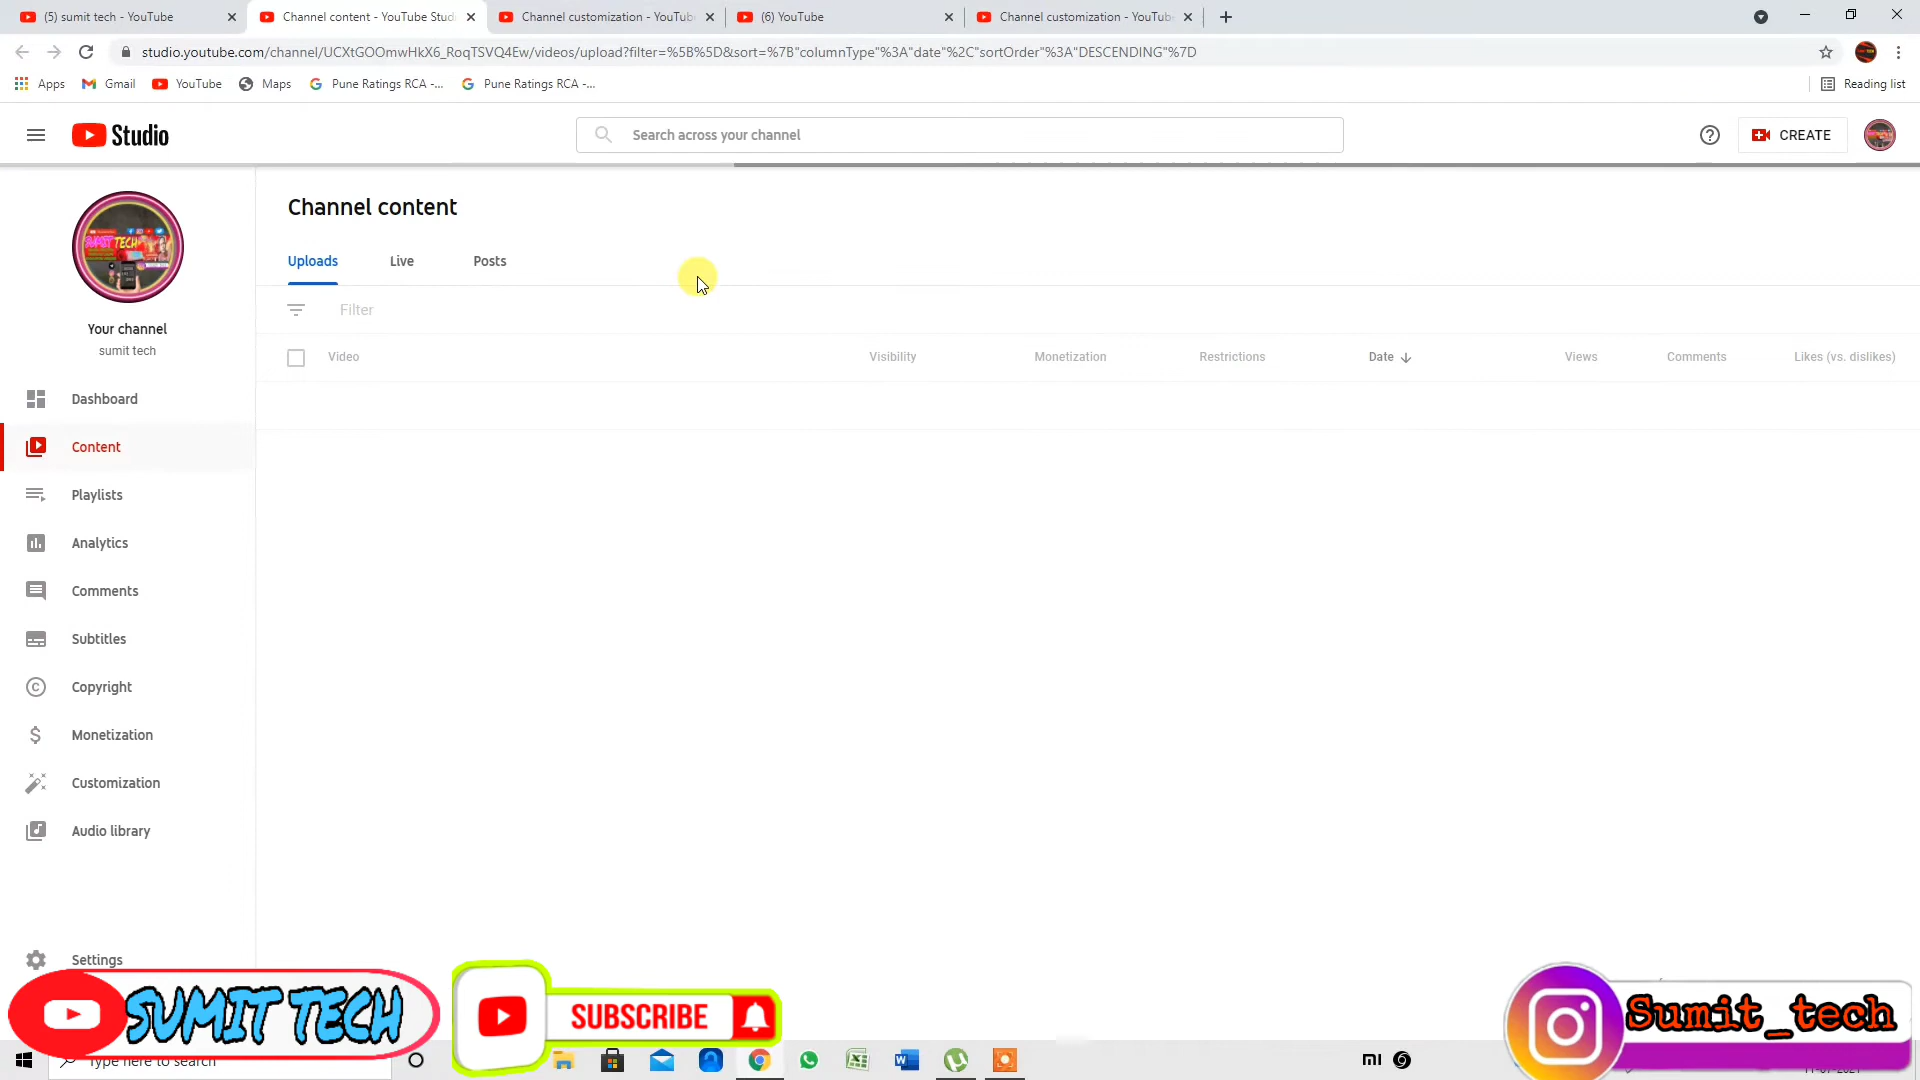 (5) sumit tech - YouTube
Channel content - YouTube Studi
Channel customization - YouTube
(6) YouTube
Channel customization - YouTube
studio.youtube.com/channel/UCXtGOOmwHkX6_RoqTSVQ4Ew/videos/upload?filter=%5B%5D&sort=%7B"columnType"%3A"date"%2C"sortOrder"%3A"DESCENDING"%7D
Apps
Gmail
YouTube
Maps
Pune Ratings RCA -...
Pune Ratings RCA -...
Reading list
Studio
Search across your channel
CREATE
Channel content
Uploads
Live
Posts
Filter
Video
Visibility
Monetization
Restrictions
Date
Views
Comments
Likes (vs. dislikes)
SUMIT TECH
Your channel
sumit tech
Dashboard
Content
Playlists
Analytics
Comments
Subtitles
Copyright
Monetization
Customization
Audio library
Settings
SUMIT TECH
SUBSCRIBE
Sumit_tech
Type here to search